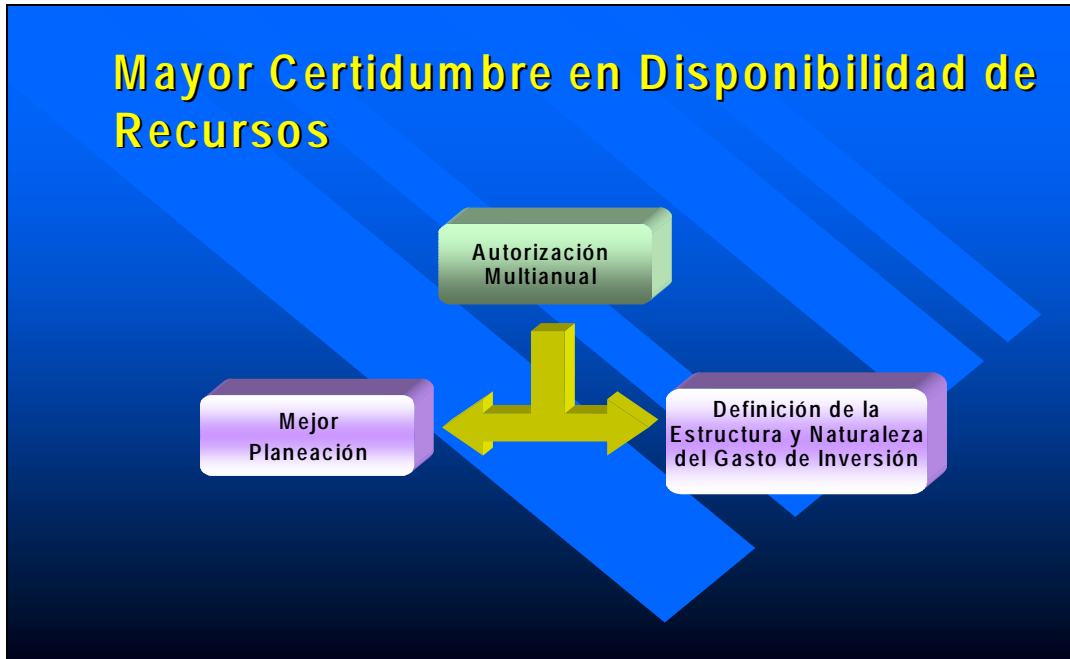 Mayor Certidumbre en Disponibilidad de
Recursos
Autorización
Multianual
Mejor
Planeación
Definición de la
Estructura y Naturaleza
del Gasto de Inversión